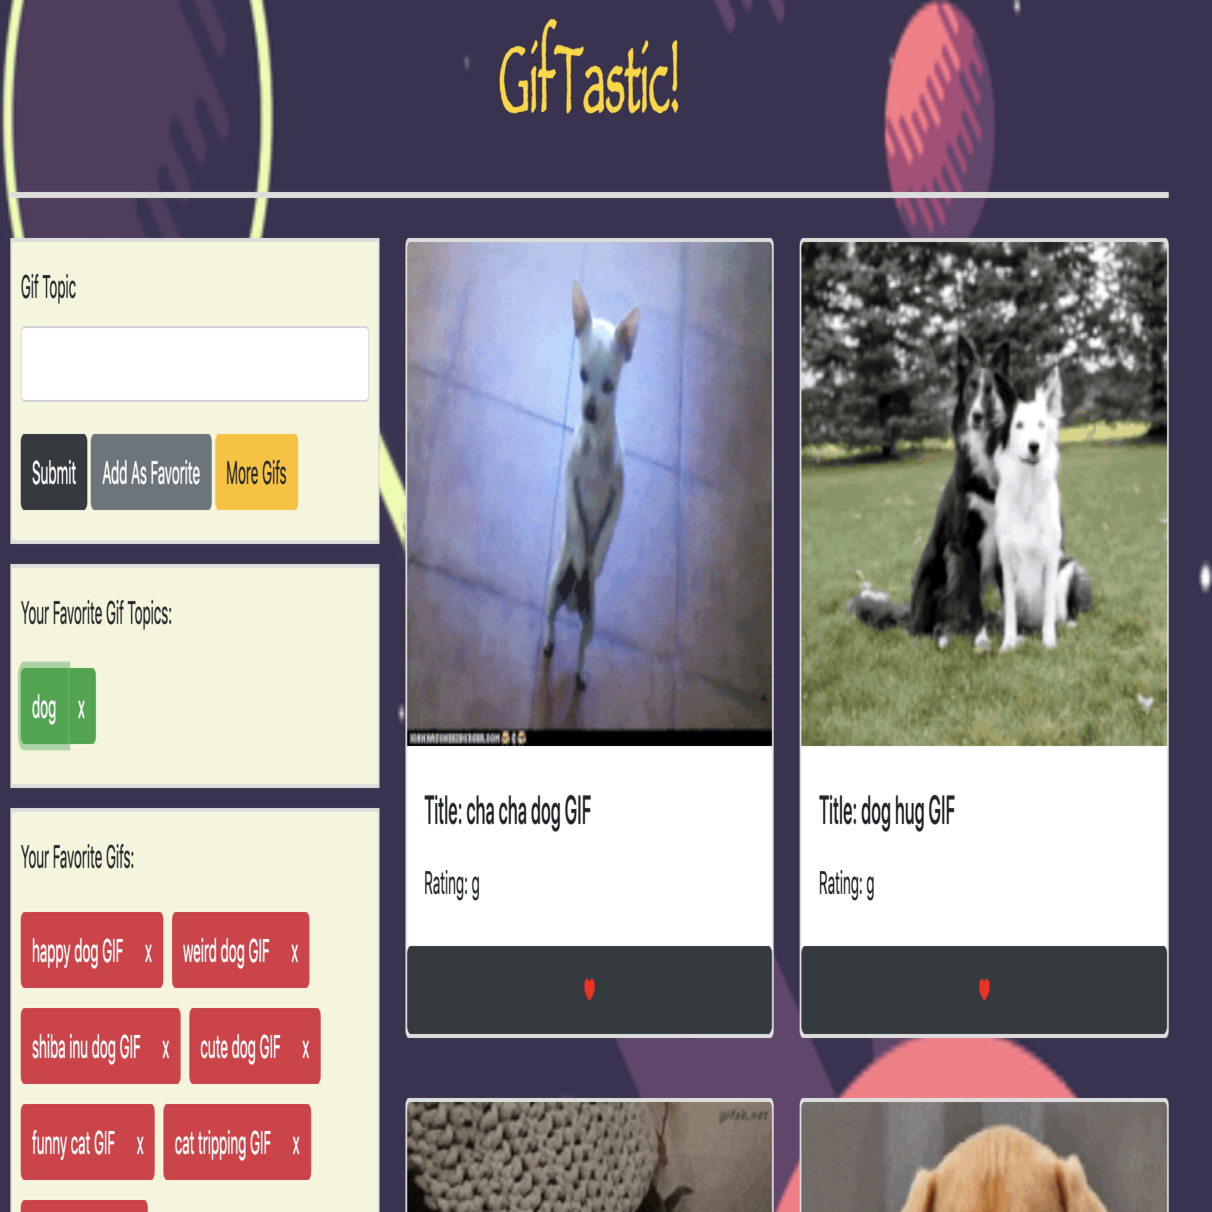 GifTastic!
Gif Topic
Submit
Add As Favorite
More Gifs
Your Favorite Gif Topics:
dog x
Your Favorite Gifs:
happy dog GIF x
weird dog GIF x
shiba inu dog GIF x
cute dog GIF x
funny cat GIF x
cat tripping GIF x
Title: cha cha dog GIF
Rating: g
Title: dog hug GIF
Rating: g
gifak.net